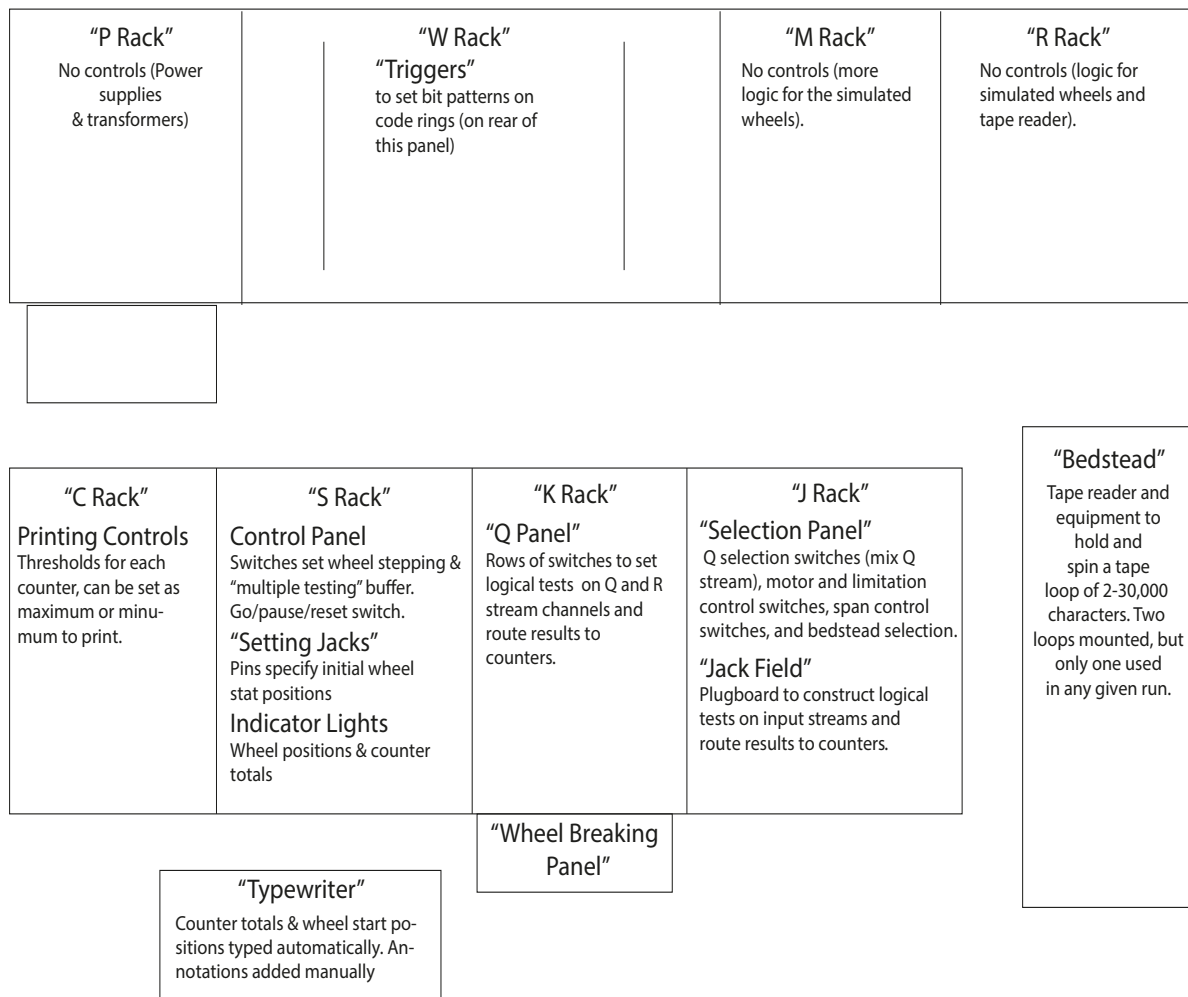 “P Rack”
No controls (Power
supplies
& transformers)
“W Rack”
“Triggers”
to set bit patterns on
code rings (on rear of
this panel)
“M Rack”
No controls (more
logic for the simulated
wheels).
“R Rack”
No controls (logic for
simulated wheels and
tape reader).
“C Rack”
Printing Controls
Thresholds for each
counter, can be set as
maximum or minu-
mum to print.
“S Rack”
Control Panel
Switches set wheel stepping &
“multiple testing” buffer.
Go/pause/reset switch.
“Setting Jacks”
Pins specify initial wheel
stat positions
Indicator Lights
Wheel positions & counter
totals
“K Rack”
“Q Panel”
Rows of switches to set
logical tests on Q and R
stream channels and
route results to
counters.
“J Rack”
“Selection Panel”
Q selection switches (mix Q
stream), motor and limitation
control switches, span control
switches, and bedstead selection.
“Jack Field”
Plugboard to construct logical
tests on input streams and
route results to counters.
“Bedstead”
Tape reader and
equipment to
hold and
spin a tape
loop of 2-30,000
characters. Two
loops mounted, but
only one used
in any given run.
“Wheel Breaking
Panel”
“Typewriter”
Counter totals & wheel start po-
sitions typed automatically. An-
notations added manually